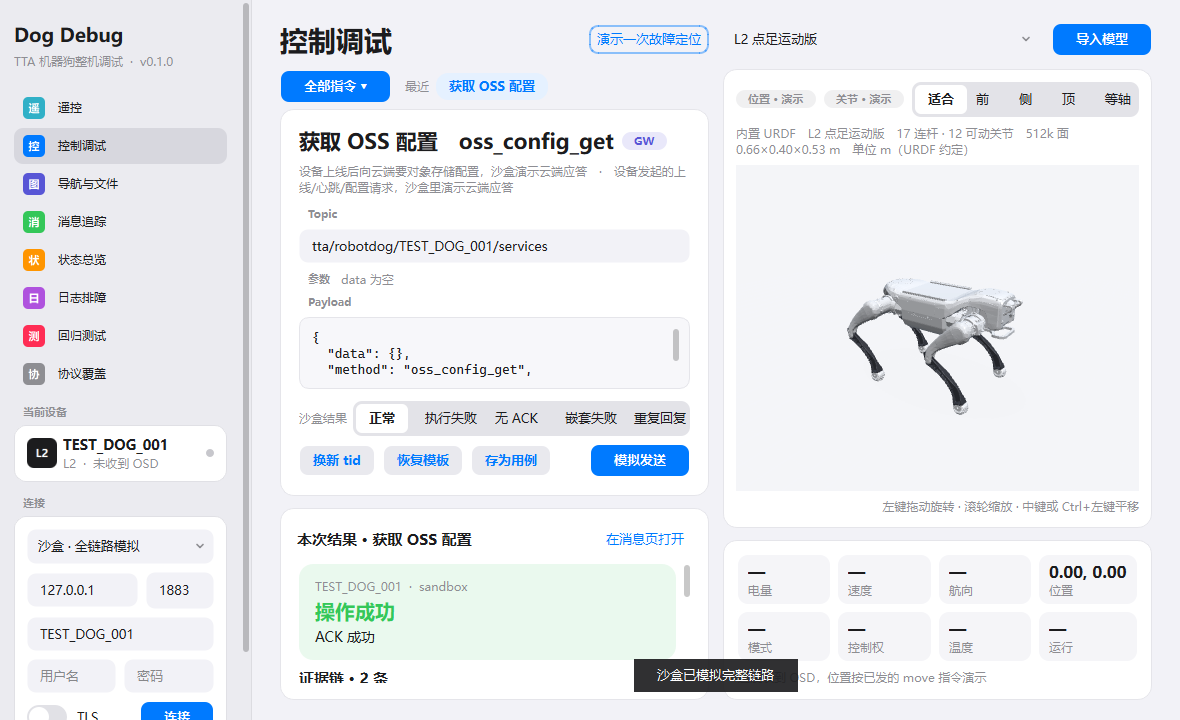 Dog Debug
TTA 机器狗整机调试 · v0.1.0
遥 遥控
控 控制调试
图 导航与文件
消 消息追踪
状 状态总览
日 日志排障
测 回归测试
协 协议覆盖
当前设备
L2 TEST_DOG_001
L2 · 未收到 OSD
连接
沙盒 · 全链路模拟
127.0.0.1 1883
TEST_DOG_001
用户名 密码
TLS 连接
控制调试 演示一次故障定位
全部指令 ▾ 最近 获取 OSS 配置
获取 OSS 配置 oss_config_get GW
设备上线后向云端要对象存储配置，沙盒演示云端应答 · 设备发起的上
线/心跳/配置请求，沙盒里演示云端应答
Topic
tta/robotdog/TEST_DOG_001/services
参数 data 为空
Payload
{
"data": {},
"method": "oss_config_get",
沙盒结果 正常 执行失败 无 ACK 嵌套失败 重复回复
换新 tid 恢复模板 存为用例 模拟发送
本次结果 • 获取 OSS 配置 在消息页打开
TEST_DOG_001 · sandbox
操作成功
ACK 成功
证据链 • 2 条
沙盒已模拟完整链路
L2 点足运动版 导入模型
位置 • 演示 关节 • 演示 适合 前 侧 顶 等轴
内置 URDF L2 点足运动版 17 连杆 · 12 可动关节 512k 面
0.66×0.40×0.53 m 单位 m（URDF 约定）
左键拖动旋转 · 滚轮缩放 · 中键或 Ctrl+左键平移
— — — 0.00, 0.00
电量 速度 航向 位置
— — — —
模式 控制权 温度 运行
OSD，位置按已发的 move 指令演示